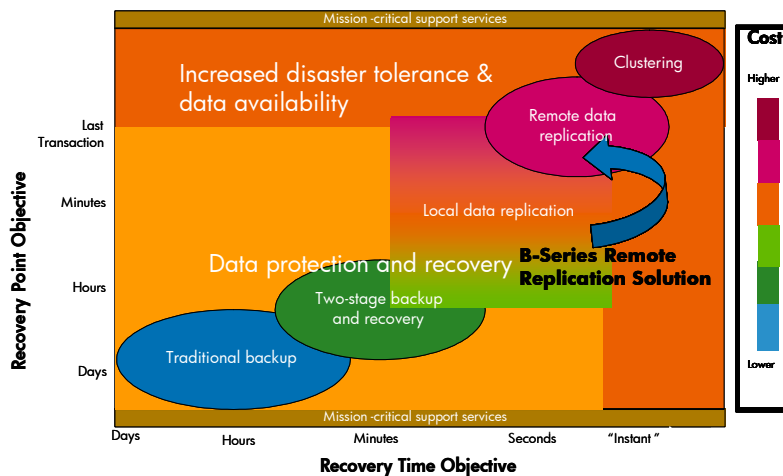 Mission -critical support services
Cost
Increased disaster tolerance &
data availability
Clustering
Higher
Remote data
replication
Last
Transaction
Minutes
Local data replication
Recovery Point Objective
B-Series Remote
Replication Solution
Data protection and recovery
Hours
Two-stage backup
and recovery
Traditional backup
Days
Lower
Mission -critical support services
Days
Hours
Minutes
Seconds
“Instant ”
Recovery Time Objective